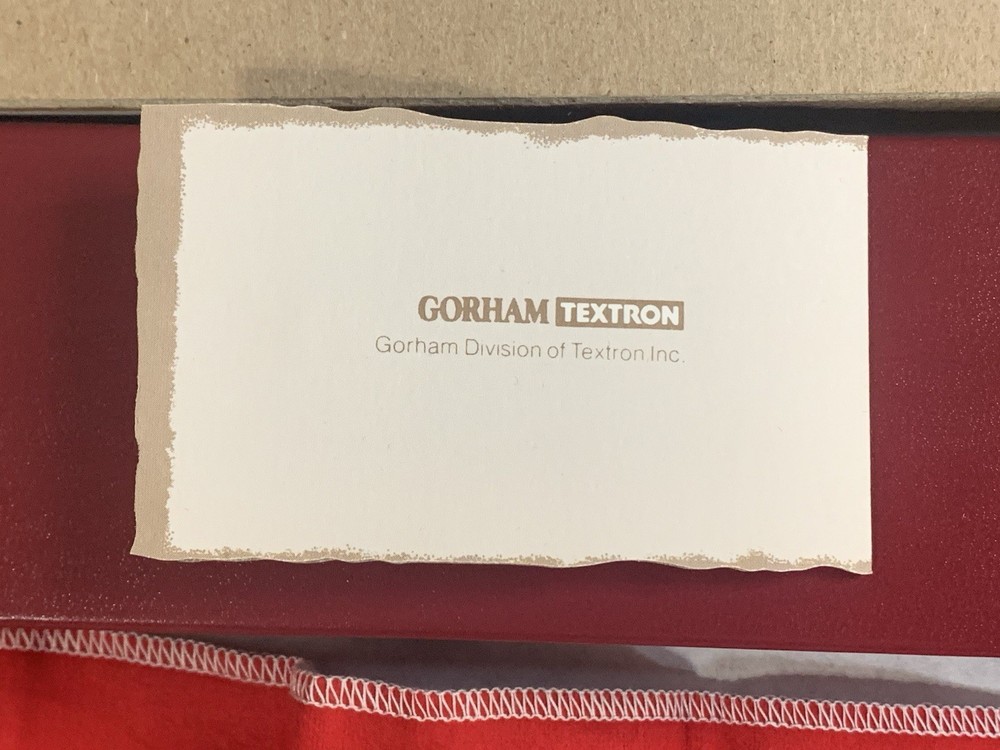 GORHAM TEXTRON
Gorham Division of Textron Inc.